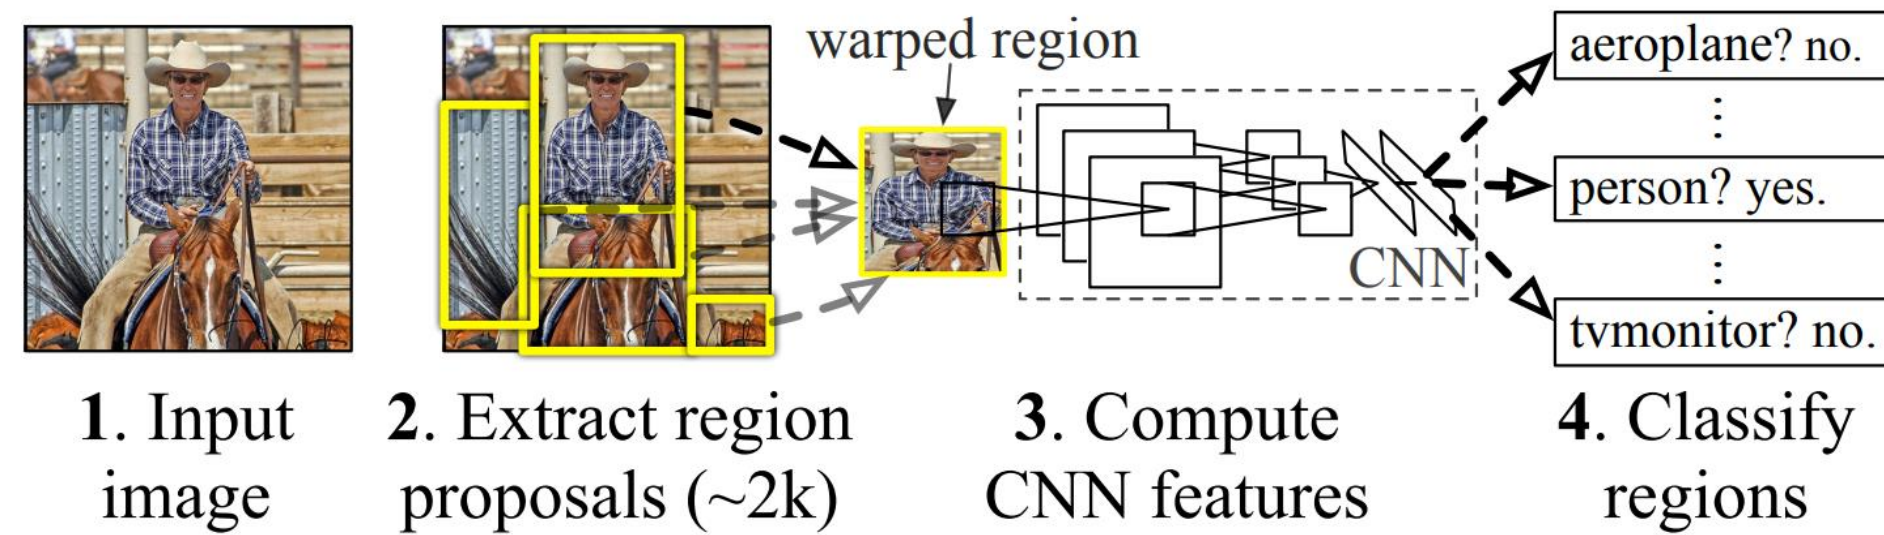 warped region
aeroplane? no.
person? yes.
CNN
tvmonitor? no.
1. Input
image
2. Extract region
proposals (~2k)
3. Compute
CNN features
4. Classify
regions